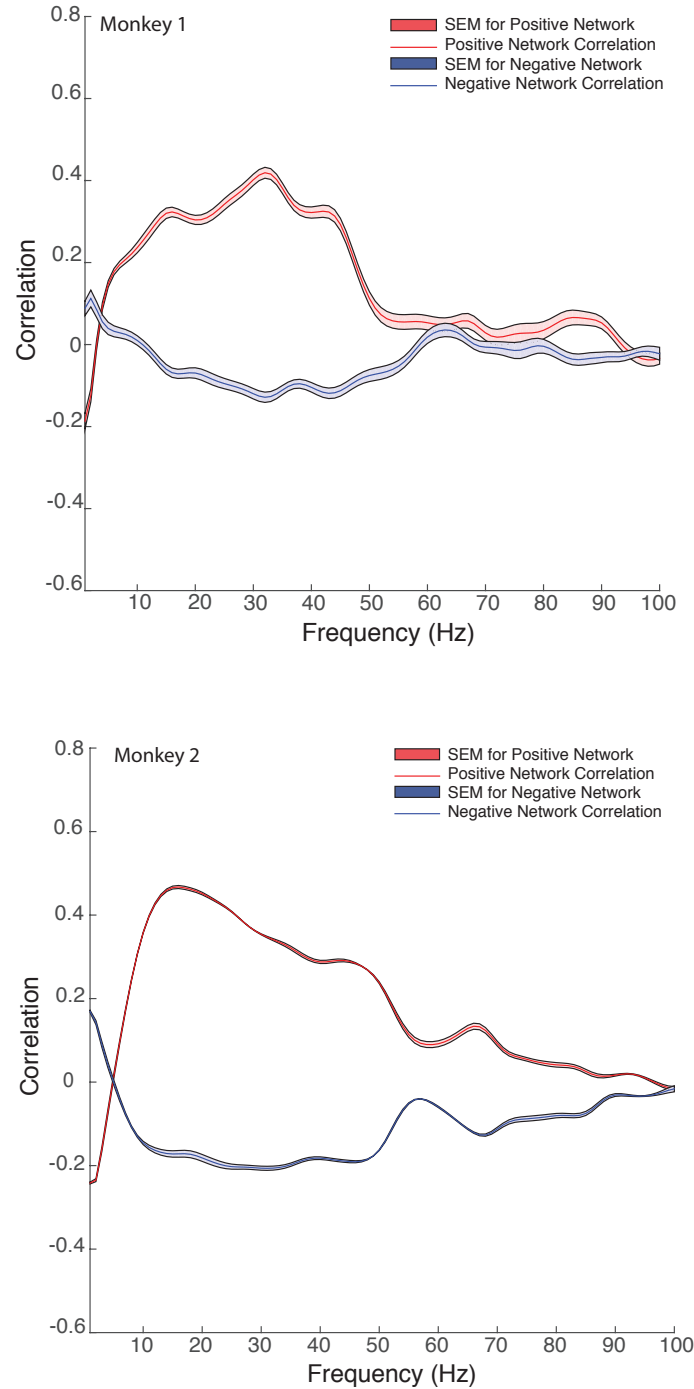 Monkey 1
SEM for Positive Network
Positive Network Correlation
SEM for Negative Network
Negative Network Correlation
0.8
0.6
0.4
0.2
0
-0.2
-0.4
-0.6
Correlation
10 20 30 40 50 60 70 80 90 100
Frequency (Hz)
Monkey 2
SEM for Positive Network
Positive Network Correlation
SEM for Negative Network
Negative Network Correlation
0.8
0.6
0.4
0.2
0
-0.2
-0.4
-0.6
Correlation
10 20 30 40 50 60 70 80 90 100
Frequency (Hz)